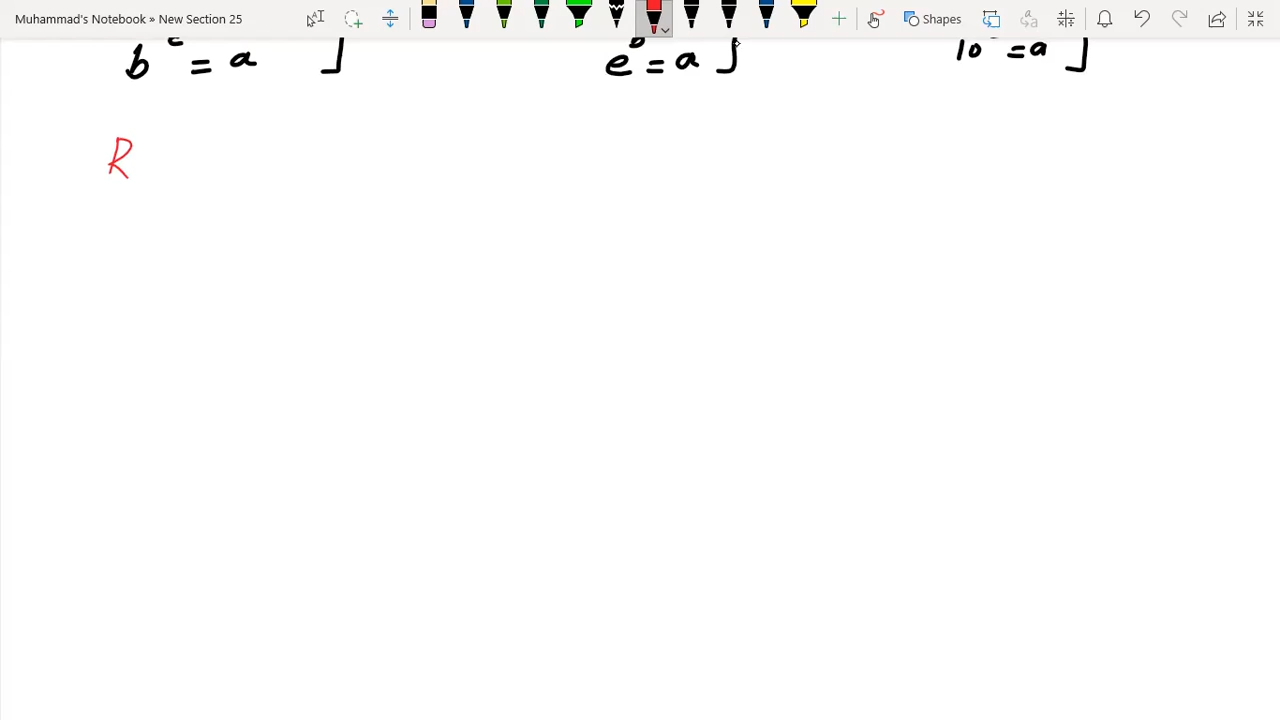 Muhammad's Notebook » New Section 25
Shapes
b^c = a ]
e^b = a ]
10 = a ]
R